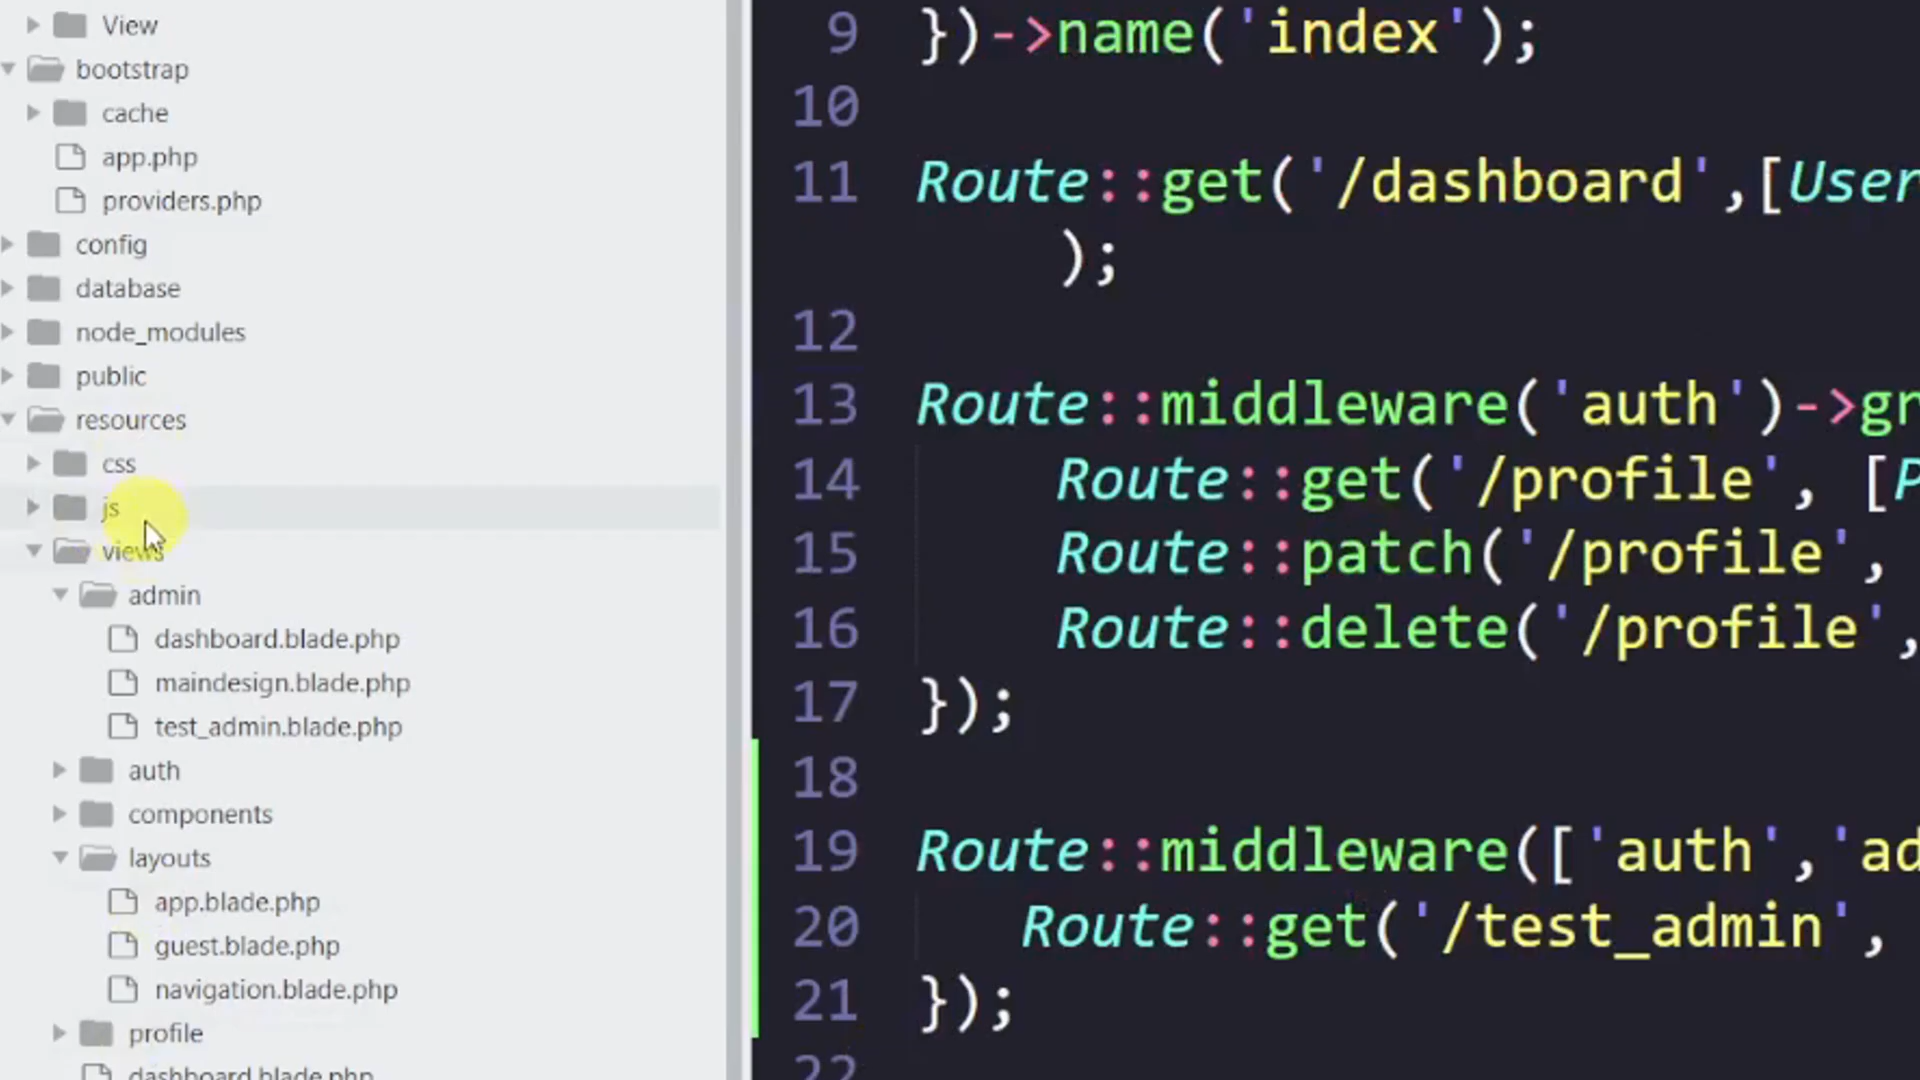 View
bootstrap
cache
app.php
providers.php
config
database
node_modules
public
resources
css
js
views
admin
dashboard.blade.php
maindesign.blade.php
test_admin.blade.php
auth
components
layouts
app.blade.php
guest.blade.php
navigation.blade.php
profile
dashboard.blade.php
9 })->name('index');
10
11 Route::get('/dashboard',[User
);
12
13 Route::middleware('auth')->gr
14 Route::get('/profile', [P
15 Route::patch('/profile',
16 Route::delete('/profile',
17 });
18
19 Route::middleware(['auth','ad
20 Route::get('/test_admin',
21 });
22